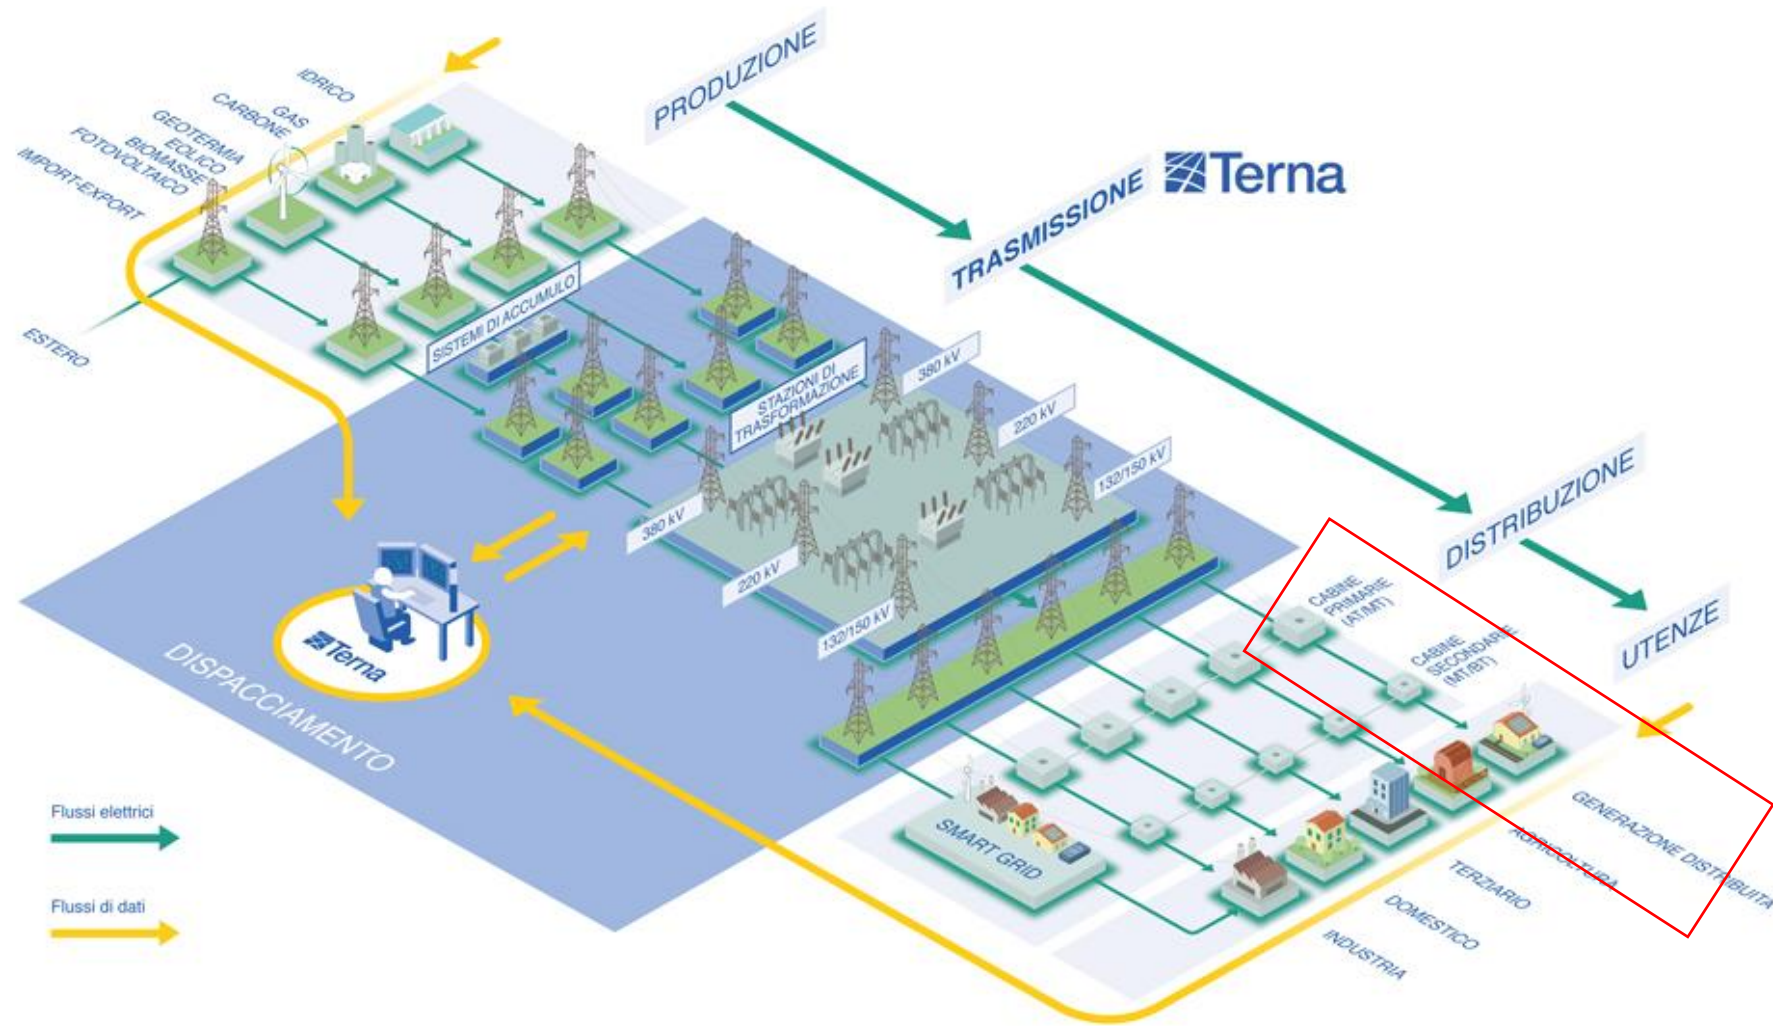 PRODUZIONE
TRASMISSIONE
Terna
DISTRIBUZIONE
UTENZE
IDRICO
GAS
CARBONE
GEOTERMIA
EOLICO
BIOMASSE
FOTOVOLTAICO
IMPORT-EXPORT
ESTERO
SISTEMI DI ACCUMULO
STAZIONI DI
TRASFORMAZIONE
380 kV
220 kV
132/150 kV
380 kV
220 kV
132/150 kV
Terna
DISPACCIAMENTO
CABINE
PRIMARIE
(AT/MT)
CABINE
SECONDARIE
(MT/BT)
SMART GRID
GENERAZIONE DISTRIBUITA
AGRICOLTURA
TERZIARIO
DOMESTICO
INDUSTRIA
Flussi elettrici
Flussi di dati